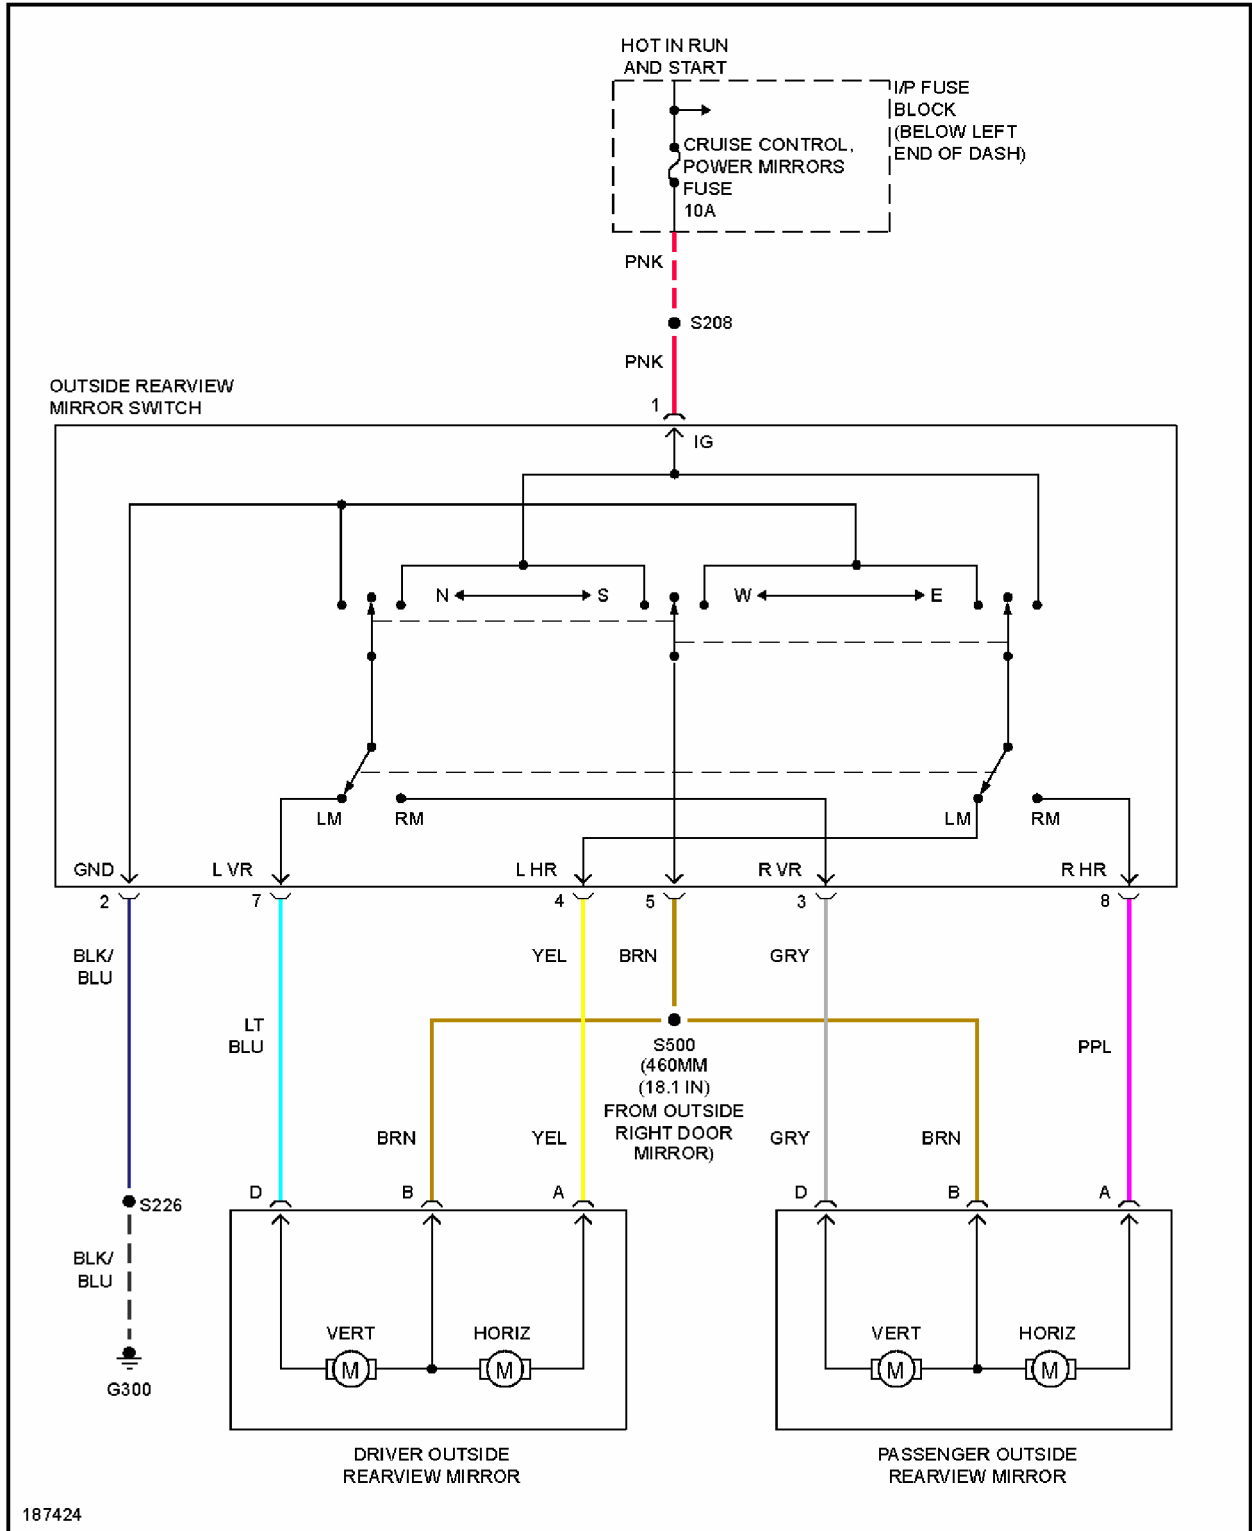 HOT IN RUN
AND START
I/P FUSE
BLOCK
(BELOW LEFT
END OF DASH)
CRUISE CONTROL,
POWER MIRRORS
FUSE
10A
PNK
S208
PNK
OUTSIDE REARVIEW
MIRROR SWITCH
1
IG
N
S
W
E
LM
RM
LM
RM
GND
L VR
L HR
R VR
R HR
2
7
4
5
3
8
BLK/
BLU
YEL
BRN
GRY
LT
BLU
S500
(460MM
(18.1 IN)
FROM OUTSIDE
RIGHT DOOR
MIRROR)
PPL
BRN
YEL
GRY
BRN
D
B
A
D
B
A
S226
BLK/
BLU
G300
VERT
HORIZ
M
M
VERT
HORIZ
M
M
DRIVER OUTSIDE
REARVIEW MIRROR
PASSENGER OUTSIDE
REARVIEW MIRROR
187424